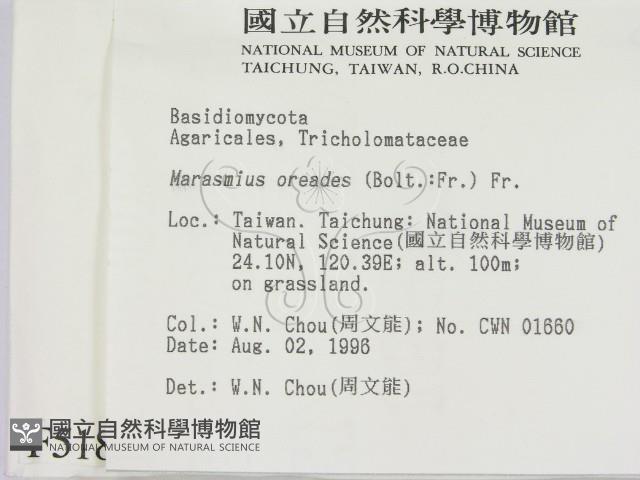 國立自然科學博物館
NATIONAL MUSEUM OF NATURAL SCIENCE
TAICHUNG, TAIWAN, R.O.CHINA
Basidiomycota
Agaricales, Tricholomataceae
Marasmius oreades (Bolt.:Fr.) Fr.
Loc.: Taiwan. Taichung: National Museum of
Natural Science(國立自然科學博物館)
24.10N, 120.39E; alt. 100m;
on grassland.
Col.: W.N. Chou(周文能); No. CWN 01660
Date: Aug. 02, 1996
Det.: W.N. Chou(周文能)
國立自然科學博物館
NATIONAL MUSEUM OF NATURAL SCIENCE